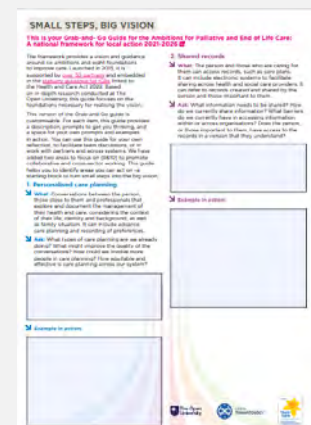 SMALL STEPS, BIG VISION
This is your Grab-and-Go Guide for the Ambitions for Palliative and End of Life Care:
A national framework for local action 2021-2026
The framework provides a vision and guidance
around six ambitions and eight foundations
to improve care. Launched in 2015, it is
supported by over 30 partners and embedded
in the statutory guidance for ICBs, linked to
the Health and Care Act 2022. Based
on in-depth research conducted at The
Open University, this guide focuses on the
foundations necessary for realising the vision.
This version of the Grab-and-Go guide is
customisable. For each item, this guide provides
a description, prompts to get you thinking, and
a space for your own prompts and examples
in action. You can use this guide for your own
reflection, to facilitate team discussions, or in
work with partners and across systems. We have
added two areas to focus on (9&10) to promote
collaborative and cross-sector working. This guide
helps you to identify areas you can act on - a
starting block to turn small steps into the big vision.
1. Personalised care planning
What: Conversations between the person,
those close to them and professionals that
explore and document the management of
their health and care, considering the context
of their life, identity and background, as well
as family situation. It can include advance
care planning and recording of preferences.
Ask: What types of care planning are we already
doing? What might improve the quality of the
conversations? How could we involve more
people in care planning? How equitable and
effective is care planning across our system?
Example in action:
2. Shared records
What: The person and those who are caring for
them can access records, such as care plans.
It can include electronic systems to facilitate
sharing across health and social care or orders. It
can refer to records created and shared by the
person and those important to them.
Ask: What information needs to be shared? How
do we currently share information? What barriers
do we currently have in accessing information
within or across organisations? Does the person,
or those important to them, have access to the
records in a version that they understand?
Example in action:
The Open
University